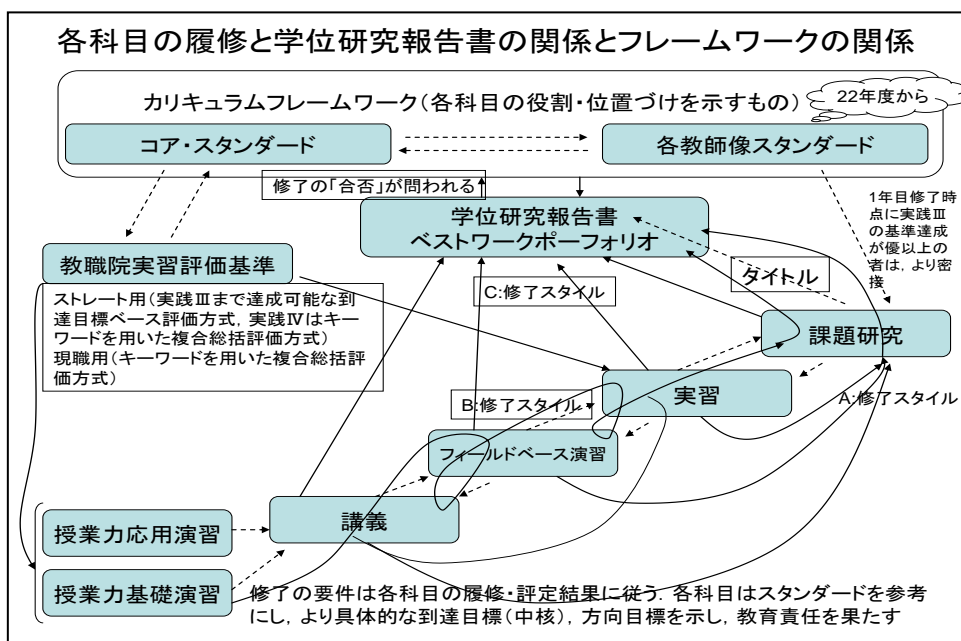 各科目の履修と学位研究報告書の関係とフレームワークの関係
カリキュラムフレームワーク(各科目の役割・位置づけを示すもの)
22年度から
コア・スタンダード
各教師像スタンダード
修了の「合否」が問われる
学位研究報告書
ベストワークポートフォリオ
1年目修了時
点に実践Ⅲ
の基準達成
が優以上の
者は,より密
接
教職院実習評価基準
ストレート用(実践Ⅲまで達成可能な到
達目標ベース評価方式,実践Ⅳはキー
ワードを用いた複合総括評価方式)
現職用(キーワードを用いた複合総括評
価方式)
C:修了スタイル
タイトル
課題研究
実習
A:修了スタイル
B:修了スタイル
フィールドベース演習
講義
授業力応用演習
授業力基礎演習
修了の要件は各科目の履修・評定結果に従う.各科目はスタンダードを参考
にし,より具体的な到達目標(中核),方向目標を示し,教育責任を果たす